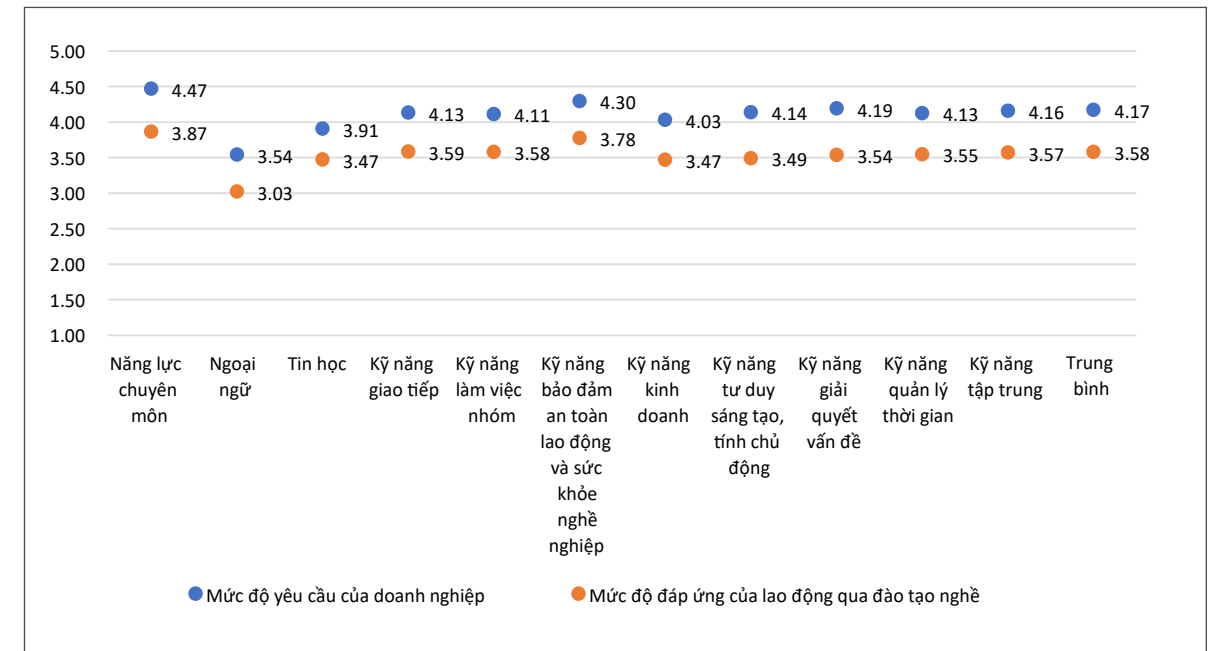 5.00
4.50
4.00
3.50
3.00
2.50
2.00
1.50
1.00
4.47
3.87
3.54
3.03
3.91
3.47
4.13
3.59
4.11
3.58
4.30
3.78
4.03
3.47
4.14
3.49
4.19
3.54
4.13
3.55
4.16
3.57
4.17
3.58
Năng lực
chuyên
môn
Ngoại
ngữ
Tin học
Kỹ năng
giao tiếp
Kỹ năng
làm việc
nhóm
Kỹ năng
bảo đảm
an toàn
lao động
và sức
khỏe
nghề
nghiệp
Kỹ năng
kinh
doanh
Kỹ năng
tư duy
sáng tạo,
tính chủ
động
Kỹ năng
giải
quyết
vấn đề
Kỹ năng
quản lý
thời gian
Kỹ năng
tập trung
Trung
bình
Mức độ yêu cầu của doanh nghiệp
Mức độ đáp ứng của lao động qua đào tạo nghề